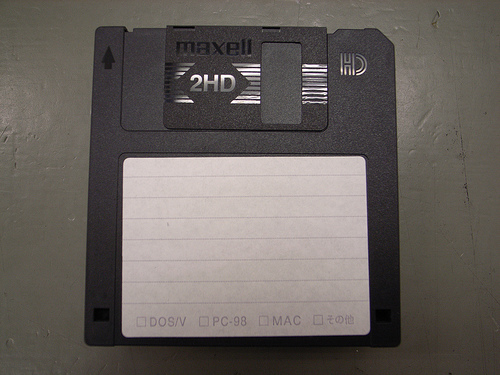 maxell
2HD
HD
□ DOS/V □ PC-98 □ MAC □ その他